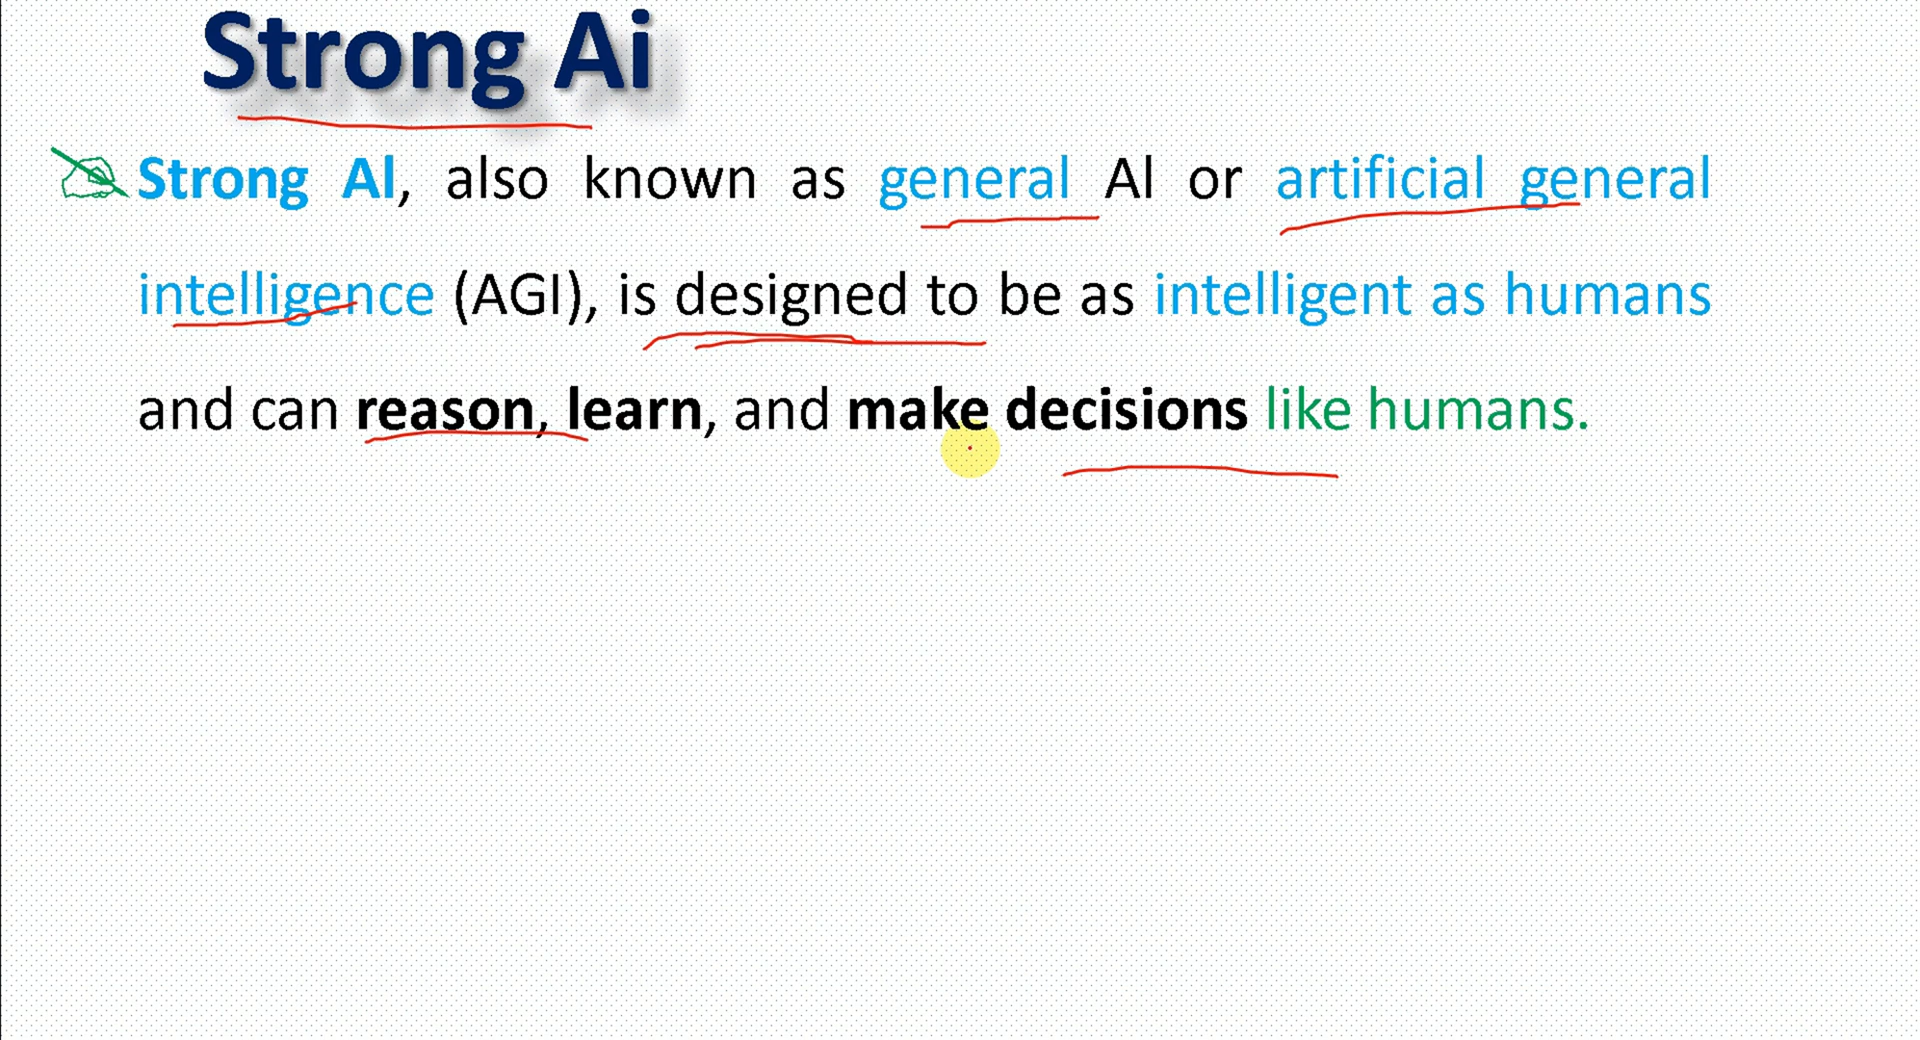 Strong Ai
Strong AI, also known as general AI or artificial general
intelligence (AGI), is designed to be as intelligent as humans
and can reason, learn, and make decisions like humans.